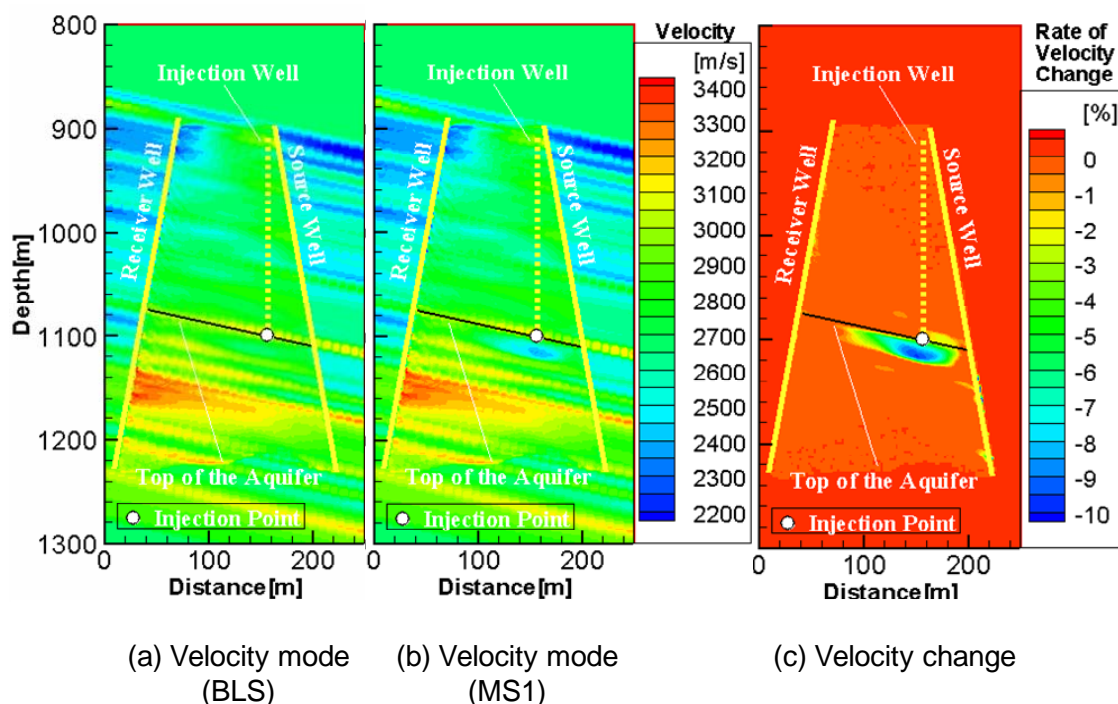 800
900
1000
1100
1200
1300
Depth[m]
Injection Well
Receiver Well
Source Well
Top of the Aquifer
Injection Point
0 100 200
Distance[m]
Injection Well
Receiver Well
Source Well
Top of the Aquifer
Injection Point
0 100 200
Distance[m]
Velocity
[m/s]
3400
3300
3200
3100
3000
2900
2800
2700
2600
2500
2400
2300
2200
Injection Well
Receiver Well
Source Well
Top of the Aquifer
Injection Point
0 100 200
Distance[m]
Rate of
Velocity
Change
[%]
0
-1
-2
-3
-4
-5
-6
-7
-8
-9
-10
(a) Velocity mode
(BLS)
(b) Velocity mode
(MS1)
(c) Velocity change